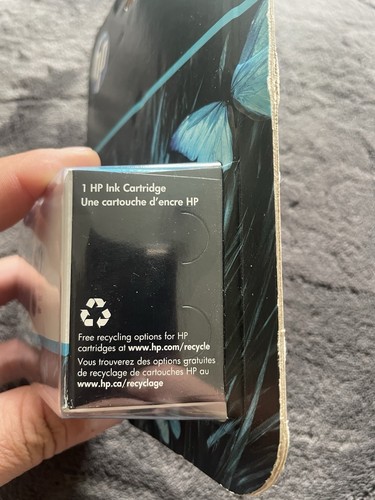 1 HP Ink Cartridge
Une cartouche d'encre HP
Free recycling options for HP
cartridges at www.hp.com/recycle
Vous trouverez des options gratuites
de recyclage de cartouches HP au
www.hp.ca/recyclage